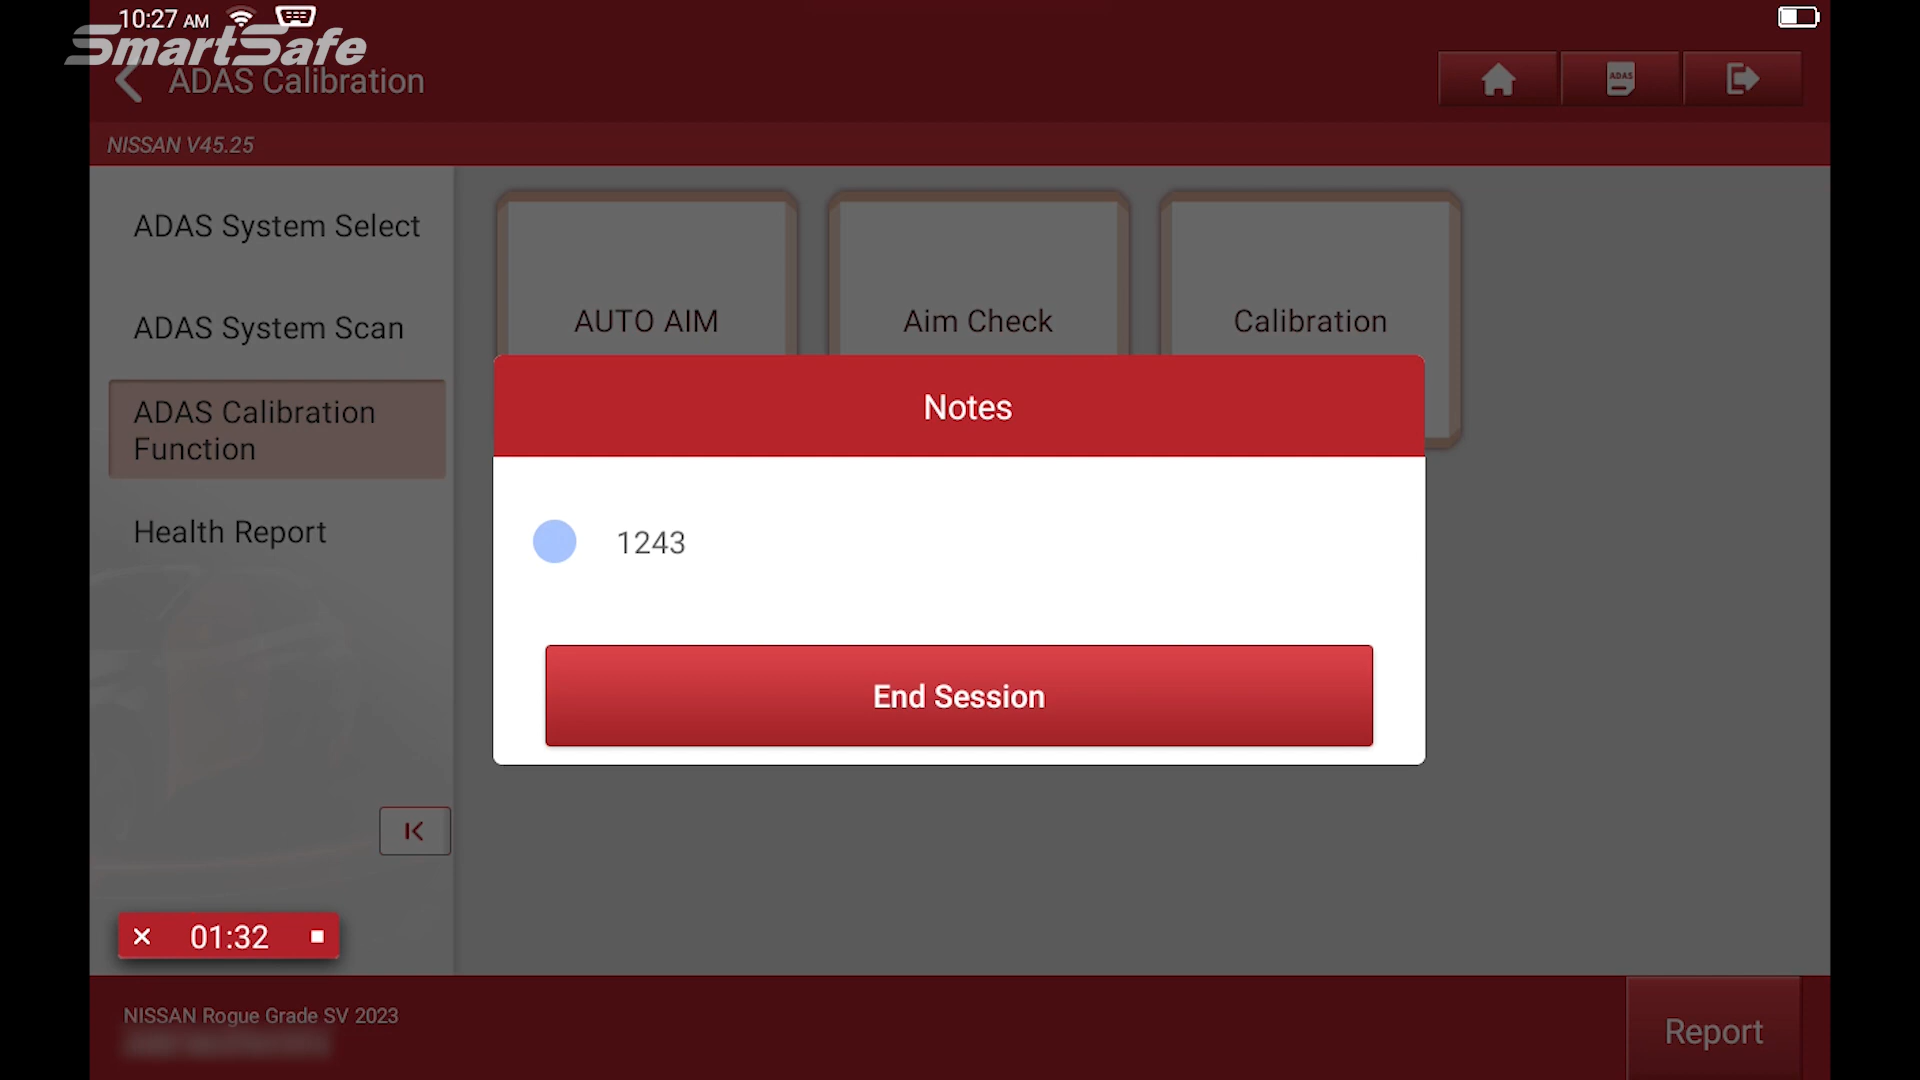 10:27 AM
SmartSafe
ADAS Calibration
ADAS
NISSAN V45.25
ADAS System Select
ADAS System Scan
ADAS Calibration
Function
Health Report
AUTO AIM
Aim Check
Calibration
Notes
1243
End Session
01:32
NISSAN Rogue Grade SV 2023
Report